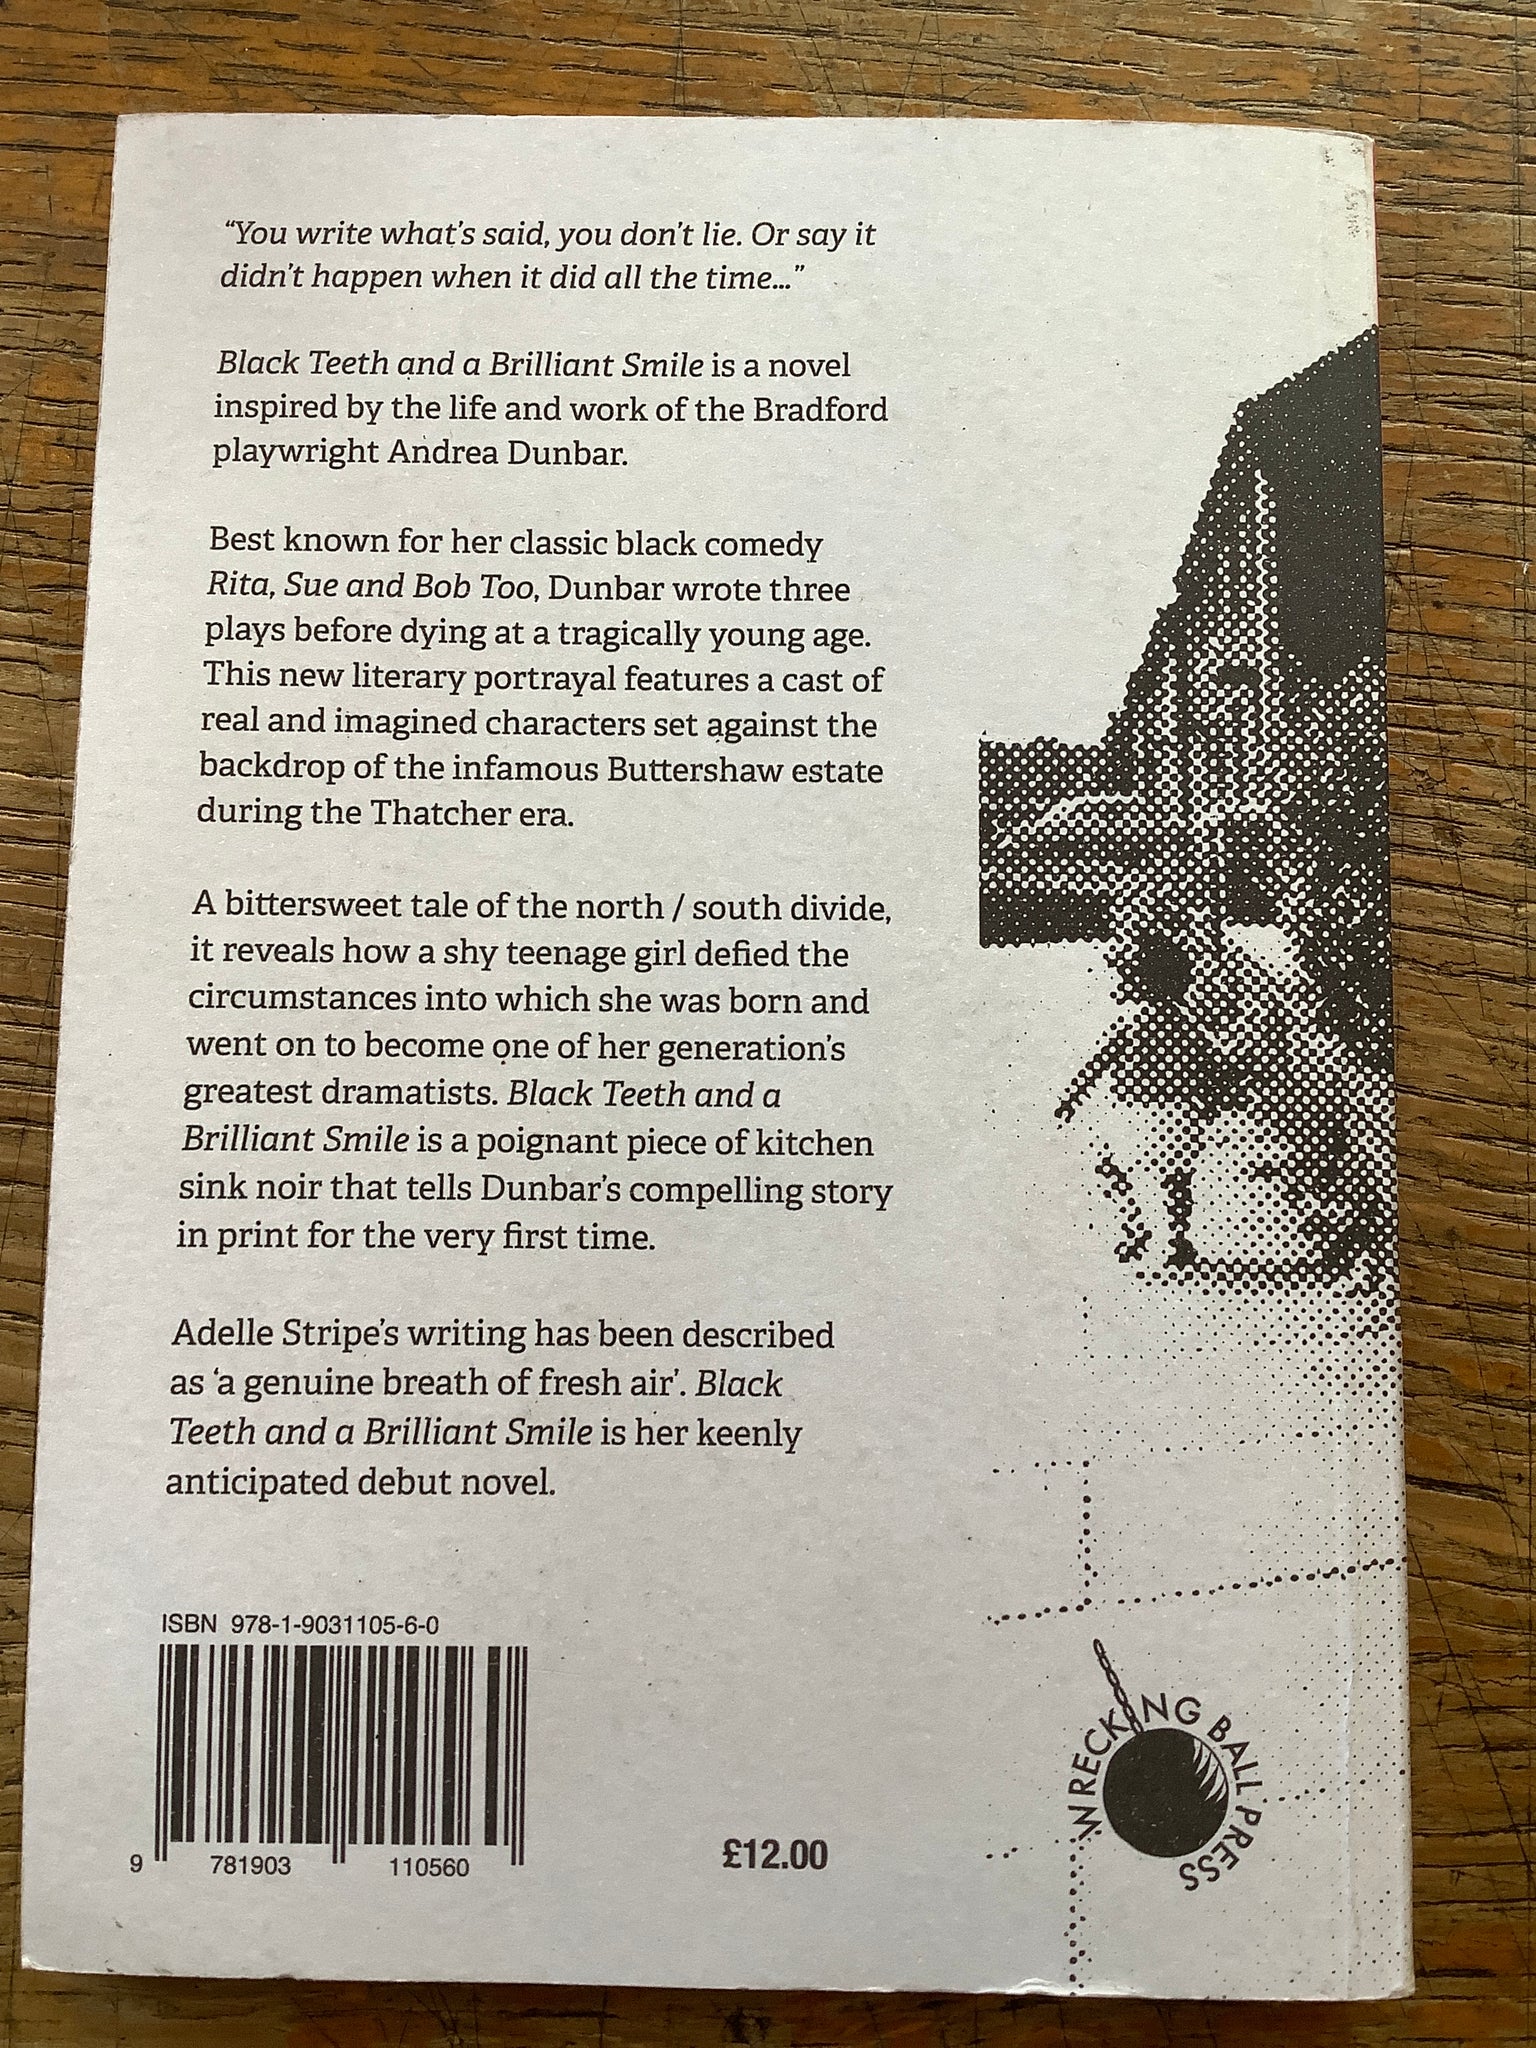 “You write what’s said, you don’t lie. Or say it
didn’t happen when it did all the time...”
Black Teeth and a Brilliant Smile is a novel
inspired by the life and work of the Bradford
playwright Andrea Dunbar.
Best known for her classic black comedy
Rita, Sue and Bob Too, Dunbar wrote three
plays before dying at a tragically young age.
This new literary portrayal features a cast of
real and imagined characters set against the
backdrop of the infamous Buttershaw estate
during the Thatcher era.
A bittersweet tale of the north / south divide,
it reveals how a shy teenage girl defied the
circumstances into which she was born and
went on to become one of her generation’s
greatest dramatists. Black Teeth and a
Brilliant Smile is a poignant piece of kitchen
sink noir that tells Dunbar’s compelling story
in print for the very first time.
Adelle Stripe’s writing has been described
as ‘a genuine breath of fresh air’. Black
Teeth and a Brilliant Smile is her keenly
anticipated debut novel.
ISBN 978-1-9031105-6-0
9 781903 110560
£12.00
WRECKING BALL PRESS